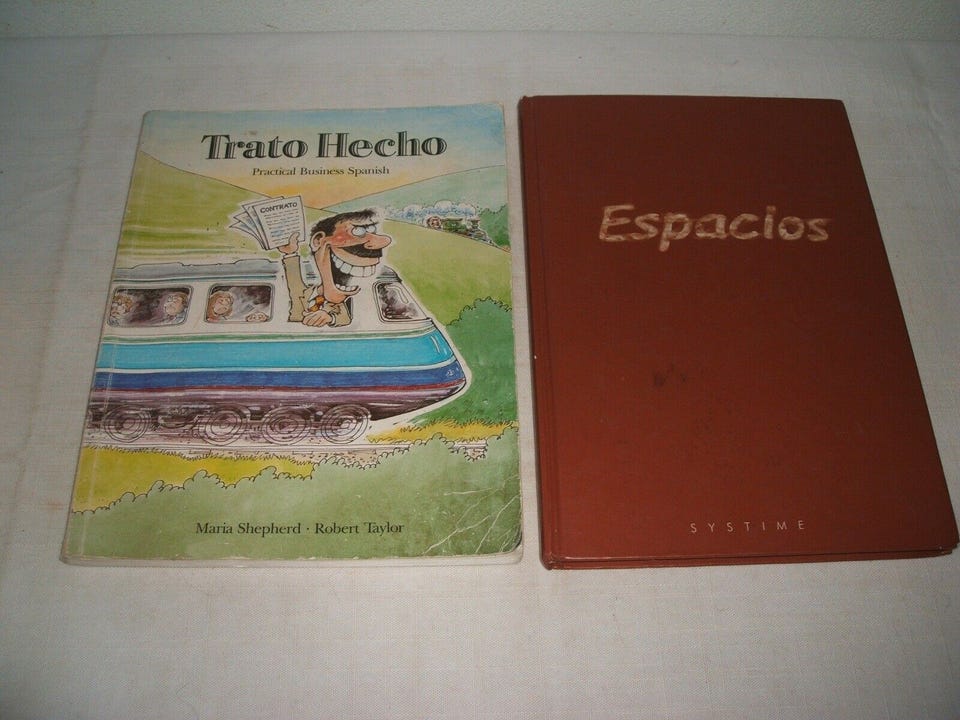 Trato Hecho
Practical Business Spanish
CONTRATO
Maria Shepherd · Robert Taylor
Espacios
SYSTIME